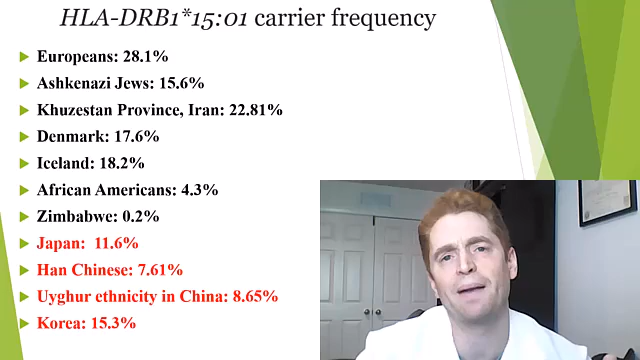 HLA-DRB1*15:01 carrier frequency
Europeans: 28.1%
Ashkenazi Jews: 15.6%
Khuzestan Province, Iran: 22.81%
Denmark: 17.6%
Iceland: 18.2%
African Americans: 4.3%
Zimbabwe: 0.2%
Japan: 11.6%
Han Chinese: 7.61%
Uyghur ethnicity in China: 8.65%
Korea: 15.3%